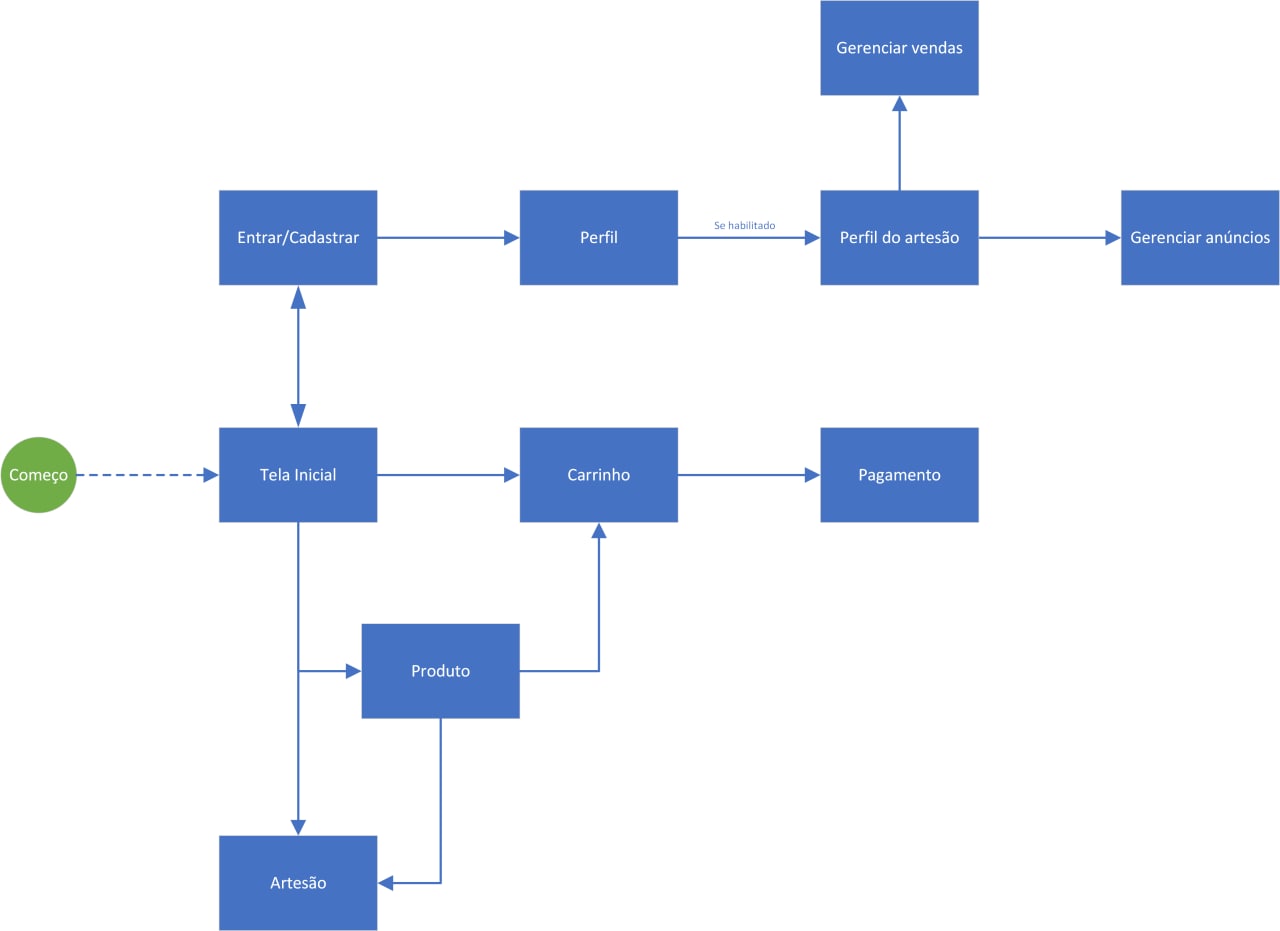 Gerenciar vendas
Entrar/Cadastrar
Perfil
Se habilitado
Perfil do artesão
Gerenciar anúncios
Começo
Tela Inicial
Carrinho
Pagamento
Produto
Artesão